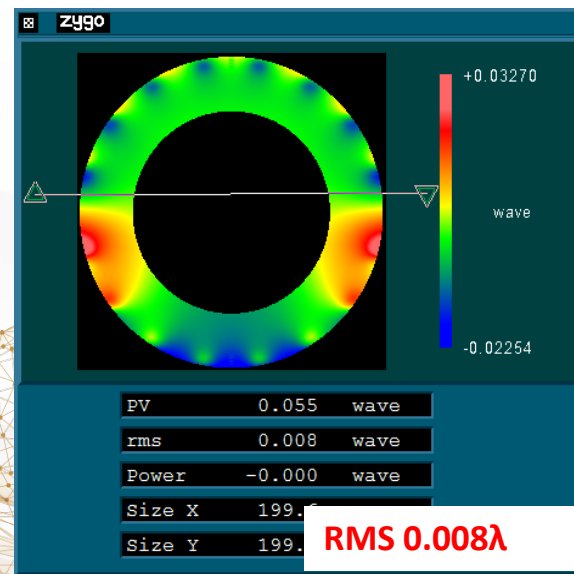 zygo
+0.03270
wave
-0.02254
PV 0.055 wave
rms 0.008 wave
Power -0.000 wave
Size X 199.
Size Y 199.
RMS 0.008λ